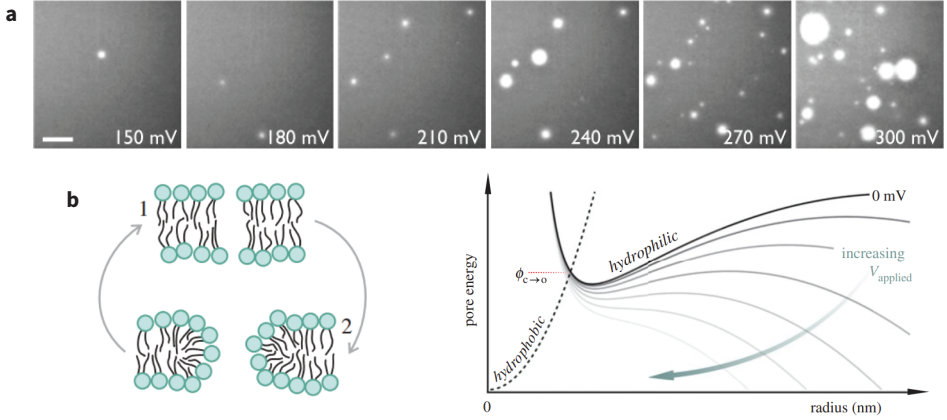 a
150 mV
180 mV
210 mV
240 mV
270 mV
300 mV
b
1
2
pore energy
ϕc→o
hydrophobic
hydrophilic
0 mV
increasing
Vapplied
0
radius (nm)